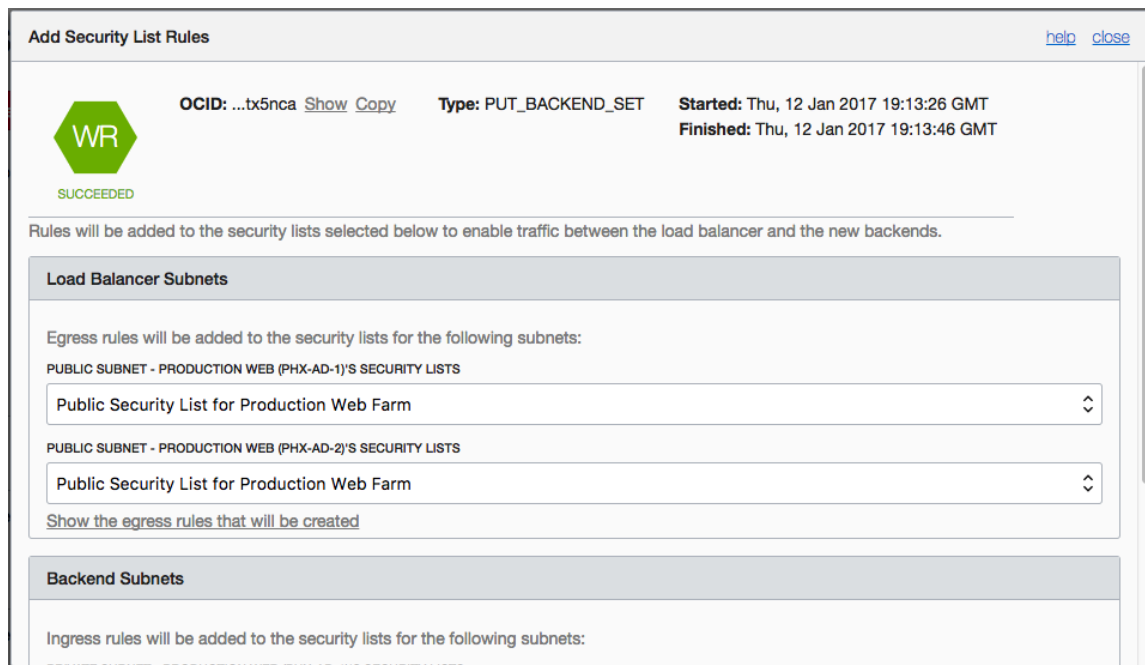 Add Security List Rules help close
OCID: ...tx5nca Show Copy Type: PUT_BACKEND_SET Started: Thu, 12 Jan 2017 19:13:26 GMT
Finished: Thu, 12 Jan 2017 19:13:46 GMT
WR
SUCCEEDED
Rules will be added to the security lists selected below to enable traffic between the load balancer and the new backends.
Load Balancer Subnets
Egress rules will be added to the security lists for the following subnets:
PUBLIC SUBNET - PRODUCTION WEB (PHX-AD-1)'S SECURITY LISTS
Public Security List for Production Web Farm
PUBLIC SUBNET - PRODUCTION WEB (PHX-AD-2)'S SECURITY LISTS
Public Security List for Production Web Farm
Show the egress rules that will be created
Backend Subnets
Ingress rules will be added to the security lists for the following subnets: